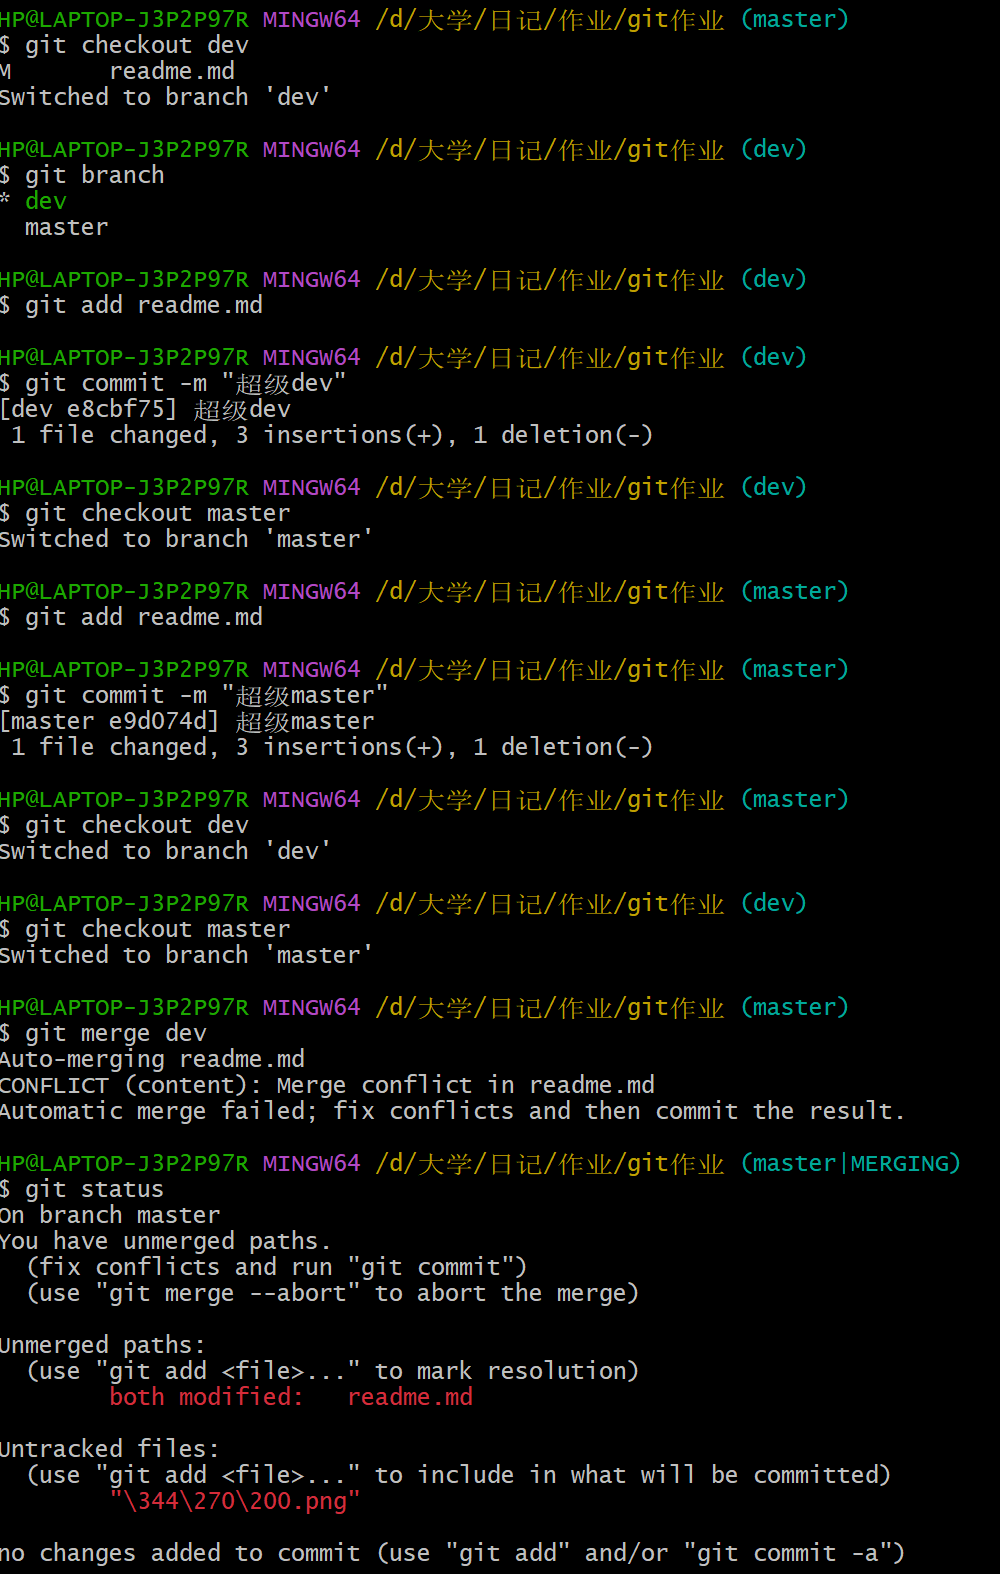 HP@LAPTOP-J3P2P97R MINGW64 /d/大学/日记/作业/git作业 (master)
$ git checkout dev
M       readme.md
Switched to branch 'dev'
HP@LAPTOP-J3P2P97R MINGW64 /d/大学/日记/作业/git作业 (dev)
$ git branch
* dev
  master
HP@LAPTOP-J3P2P97R MINGW64 /d/大学/日记/作业/git作业 (dev)
$ git add readme.md
HP@LAPTOP-J3P2P97R MINGW64 /d/大学/日记/作业/git作业 (dev)
$ git commit -m "超级dev"
[dev e8cbf75] 超级dev
 1 file changed, 3 insertions(+), 1 deletion(-)
HP@LAPTOP-J3P2P97R MINGW64 /d/大学/日记/作业/git作业 (dev)
$ git checkout master
Switched to branch 'master'
HP@LAPTOP-J3P2P97R MINGW64 /d/大学/日记/作业/git作业 (master)
$ git add readme.md
HP@LAPTOP-J3P2P97R MINGW64 /d/大学/日记/作业/git作业 (master)
$ git commit -m "超级master"
[master e9d074d] 超级master
 1 file changed, 3 insertions(+), 1 deletion(-)
HP@LAPTOP-J3P2P97R MINGW64 /d/大学/日记/作业/git作业 (master)
$ git checkout dev
Switched to branch 'dev'
HP@LAPTOP-J3P2P97R MINGW64 /d/大学/日记/作业/git作业 (dev)
$ git checkout master
Switched to branch 'master'
HP@LAPTOP-J3P2P97R MINGW64 /d/大学/日记/作业/git作业 (master)
$ git merge dev
Auto-merging readme.md
CONFLICT (content): Merge conflict in readme.md
Automatic merge failed; fix conflicts and then commit the result.
HP@LAPTOP-J3P2P97R MINGW64 /d/大学/日记/作业/git作业 (master|MERGING)
$ git status
On branch master
You have unmerged paths.
  (fix conflicts and run "git commit")
  (use "git merge --abort" to abort the merge)
Unmerged paths:
  (use "git add <file>..." to mark resolution)
        both modified:   readme.md
Untracked files:
  (use "git add <file>..." to include in what will be committed)
        "\344\270\200.png"
no changes added to commit (use "git add" and/or "git commit -a")